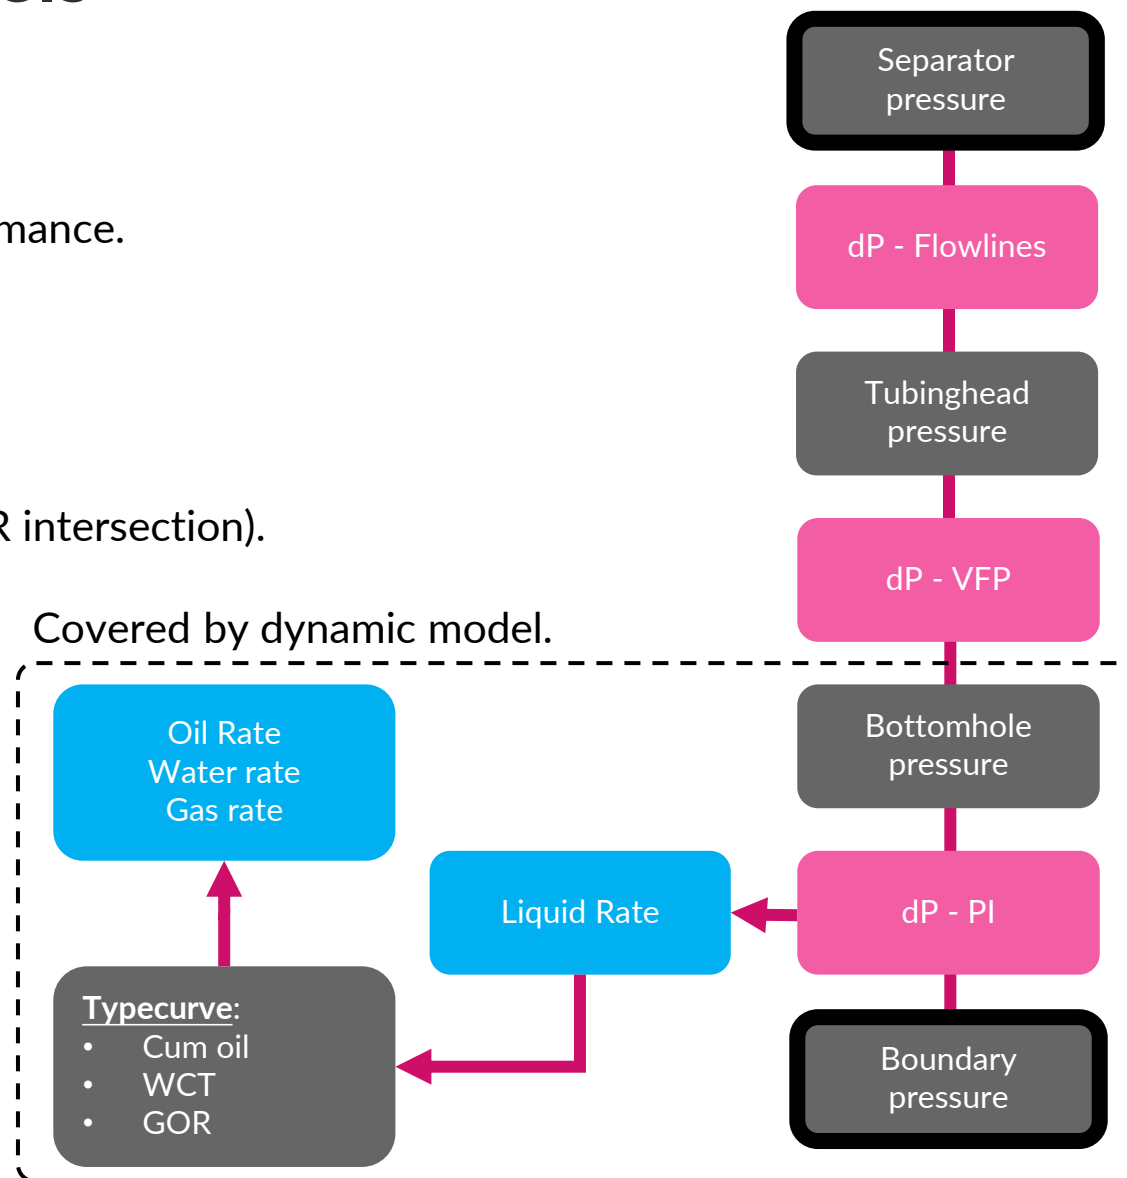 Separator
pressure
mance.
dP - Flowlines
Tubinghead
pressure
R intersection).
dP - VFP
Covered by dynamic model.
Oil Rate
Water rate
Gas rate
Bottomhole
pressure
Liquid Rate
dP - PI
Typecurve:
• Cum oil
• WCT
• GOR
Boundary
pressure